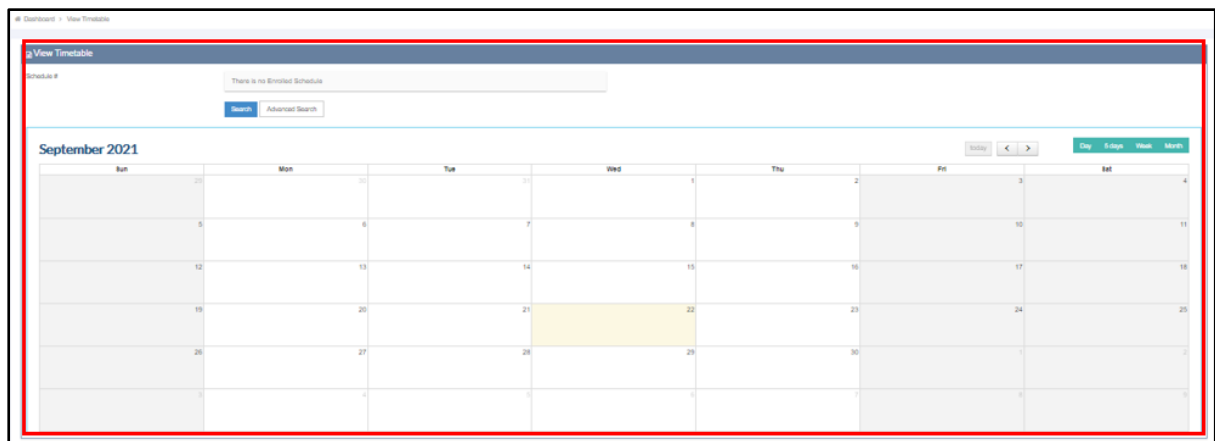 Dashboard > View Timetable
View Timetable
Schedule #
There is no Enrolled Schedule
Search Advanced Search
September 2021
today < > Day 5 days Week Month
Sun Mon Tue Wed Thu Fri Sat
29 30 31 1 2 3 4
5 6 7 8 9 10 11
12 13 14 15 16 17 18
19 20 21 22 23 24 25
26 27 28 29 30 1 2
3 4 5 6 7 8 9